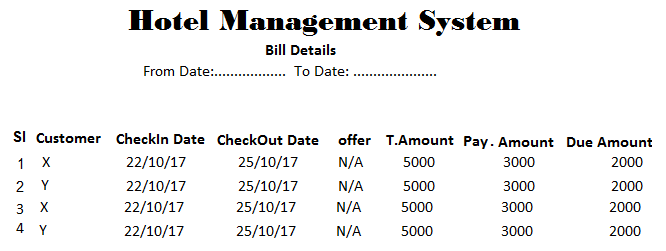 Hotel Management System
Bill Details
From Date:.................. To Date: .....................
Sl Customer CheckIn Date CheckOut Date offer T.Amount Pay. Amount Due Amount
1 X 22/10/17 25/10/17 N/A 5000 3000 2000
2 Y 22/10/17 25/10/17 N/A 5000 3000 2000
3 X 22/10/17 25/10/17 N/A 5000 3000 2000
4 Y 22/10/17 25/10/17 N/A 5000 3000 2000